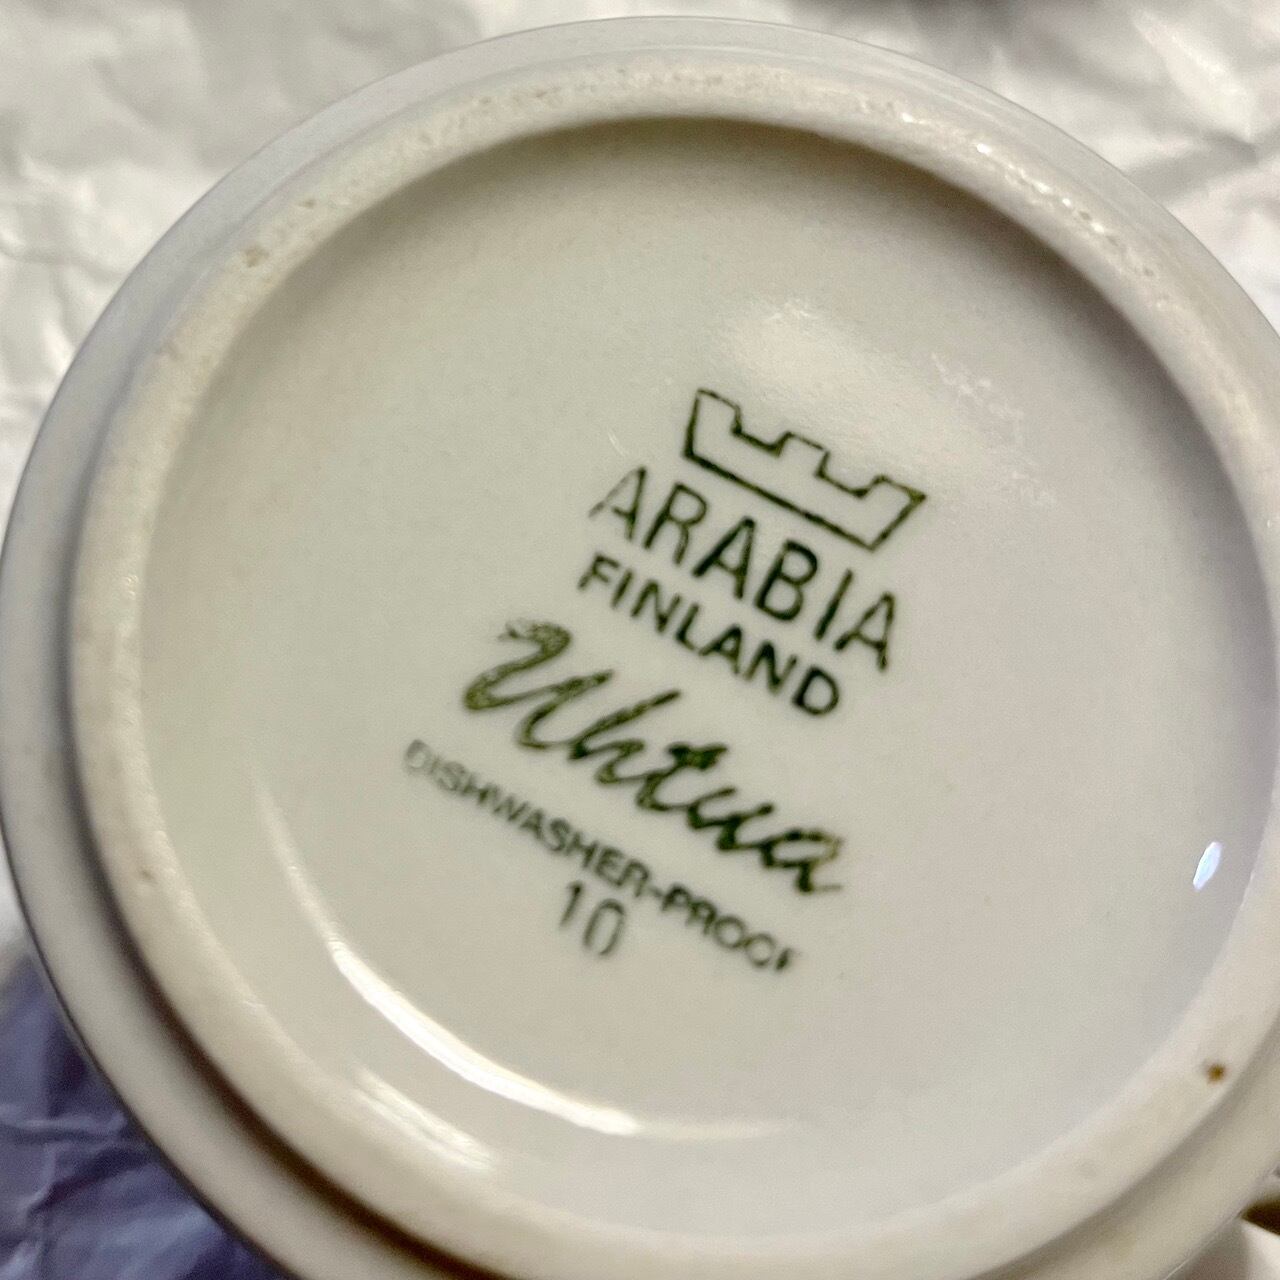 ARABIA
FINLAND
Uhtua
DISHWASHER-PROOF
10